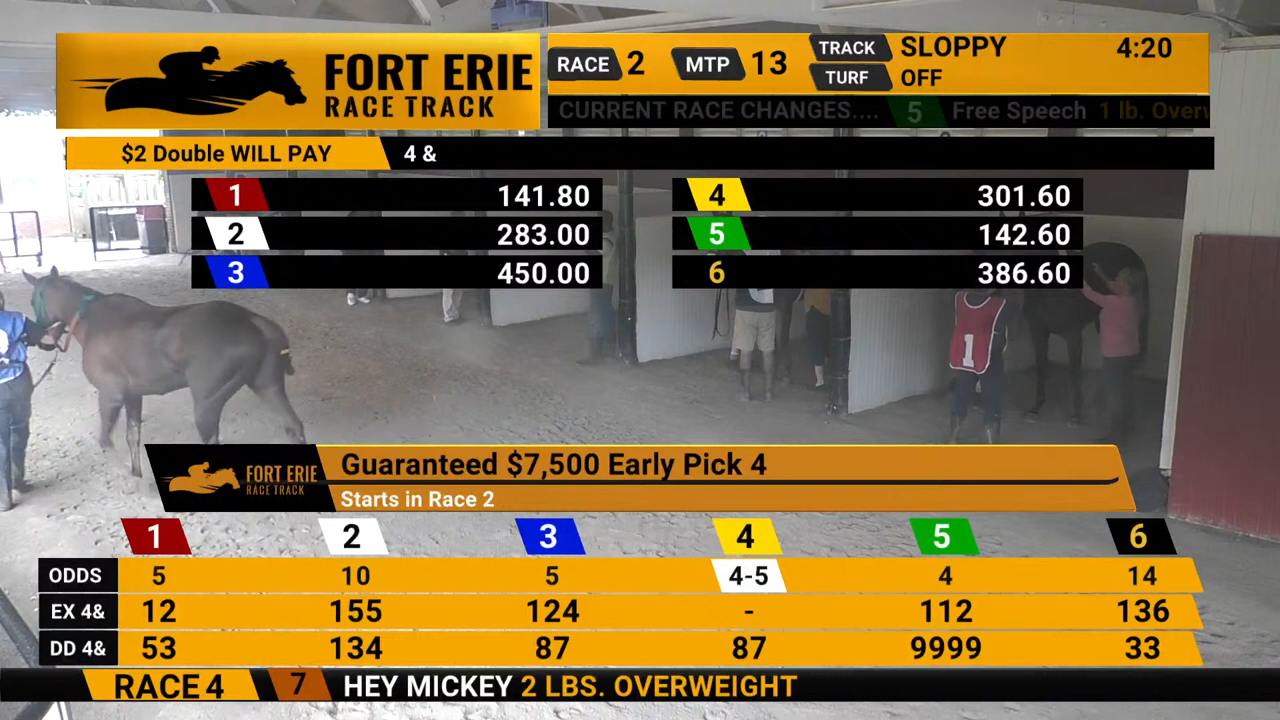 FORT ERIE
RACE TRACK
RACE 2 MTP 13 TRACK SLOPPY 4:20
TURF OFF
CURRENT RACE CHANGES.... 5 Free Speech 1 lb. Over
$2 Double WILL PAY 4 &
1 141.80 4 301.60
2 283.00 5 142.60
3 450.00 6 386.60
1
FORT ERIE
RACE TRACK
Guaranteed $7,500 Early Pick 4
Starts in Race 2
1 2 3 4 5 6
ODDS 5 10 5 4-5 4 14
EX 4& 12 155 124 - 112 136
DD 4& 53 134 87 87 9999 33
RACE 4 7 HEY MICKEY 2 LBS. OVERWEIGHT